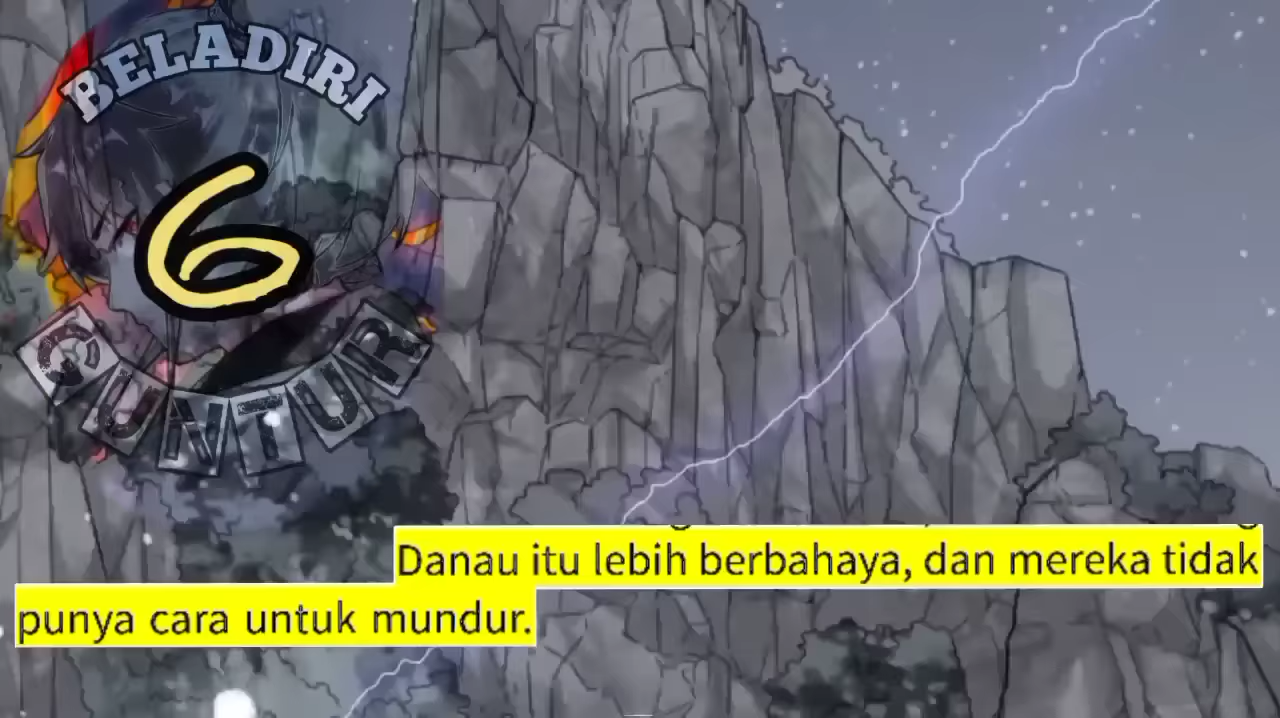 BELADIRI
6
GUNTUR
Danau itu lebih berbahaya, dan mereka tidak
punya cara untuk mundur.